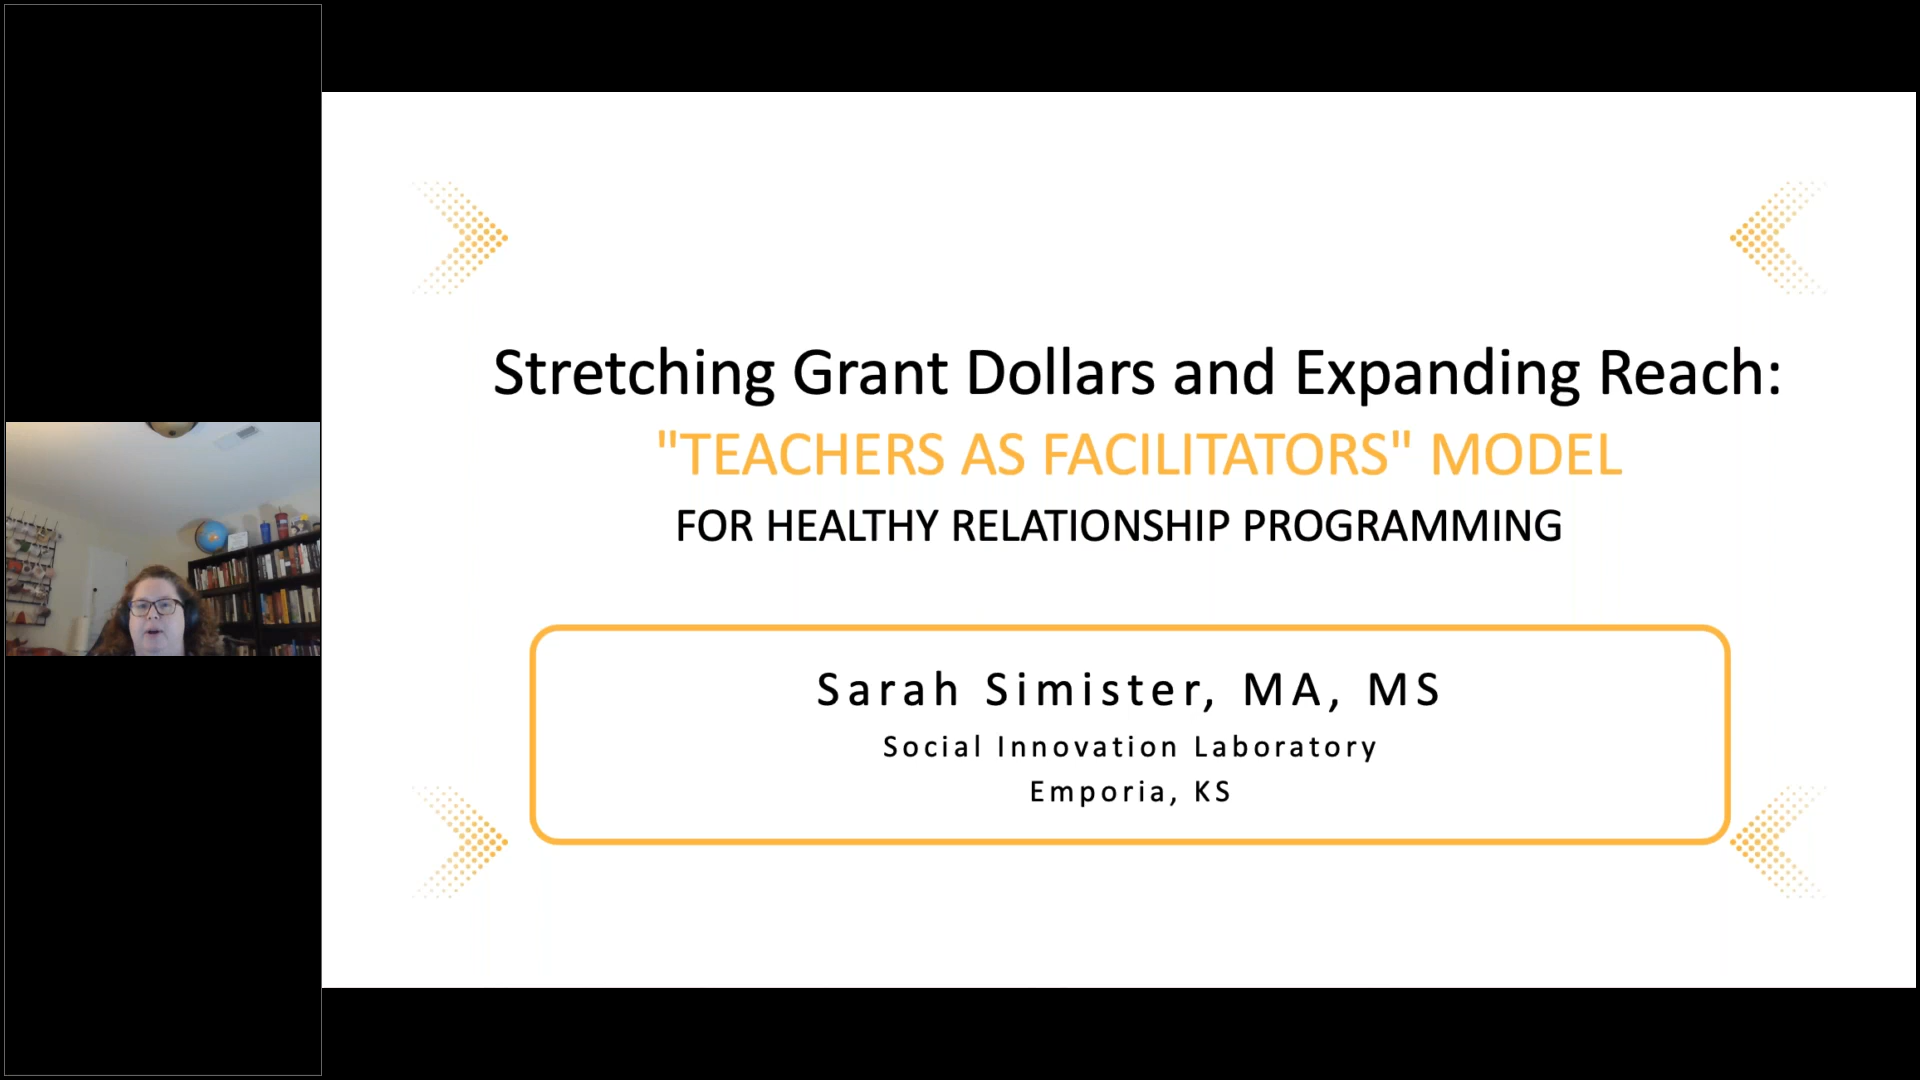 Stretching Grant Dollars and Expanding Reach:
"TEACHERS AS FACILITATORS" MODEL
FOR HEALTHY RELATIONSHIP PROGRAMMING
Sarah Simister, MA, MS
Social Innovation Laboratory
Emporia, KS